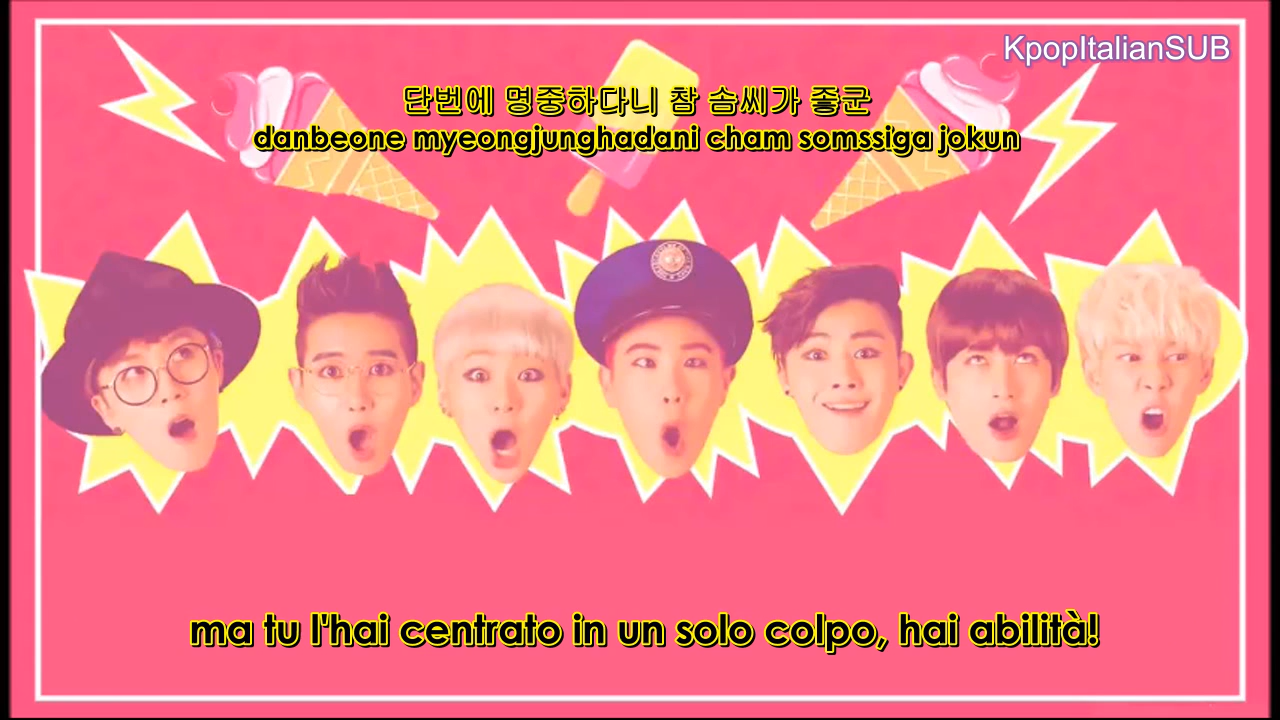 KpopItalianSUB
단번에 명중하다니 참 솜씨가 좋군
danbeone myeongjunghadani cham somssiga jokun
ma tu l'hai centrato in un solo colpo, hai abilità!